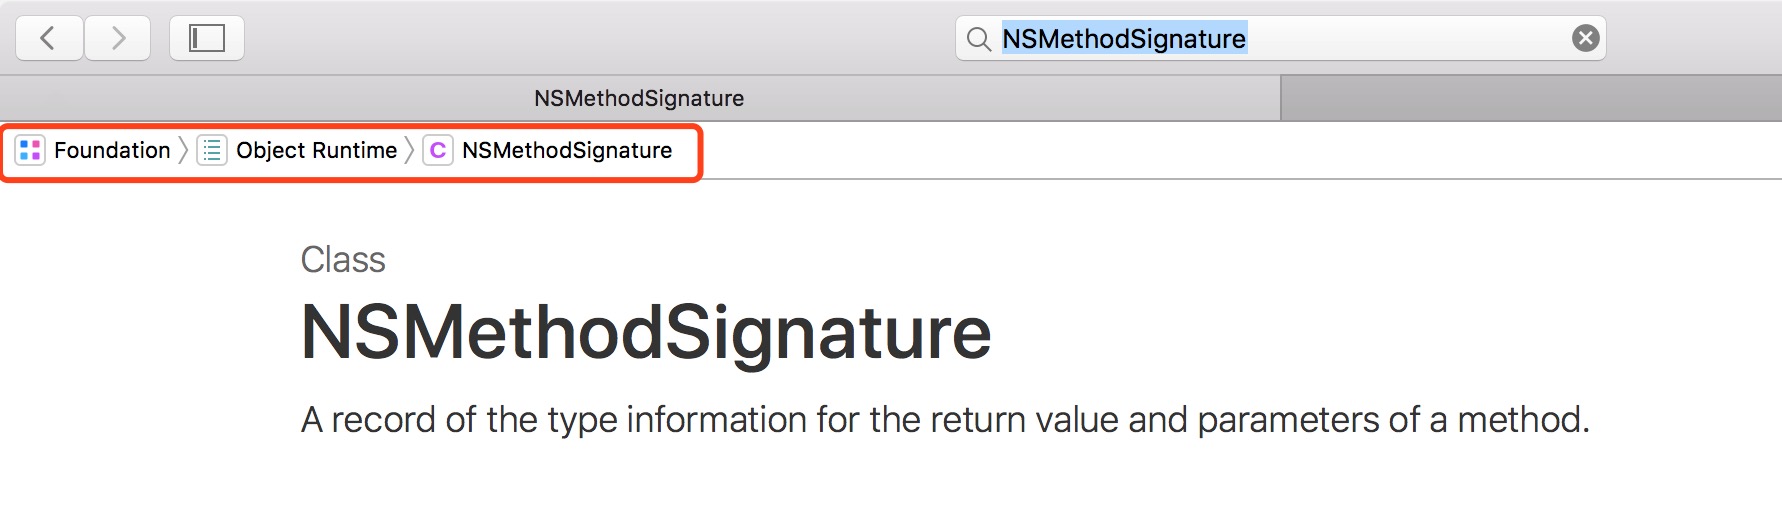 NSMethodSignature
NSMethodSignature
Foundation Object Runtime C NSMethodSignature
Class
NSMethodSignature
A record of the type information for the return value and parameters of a method.